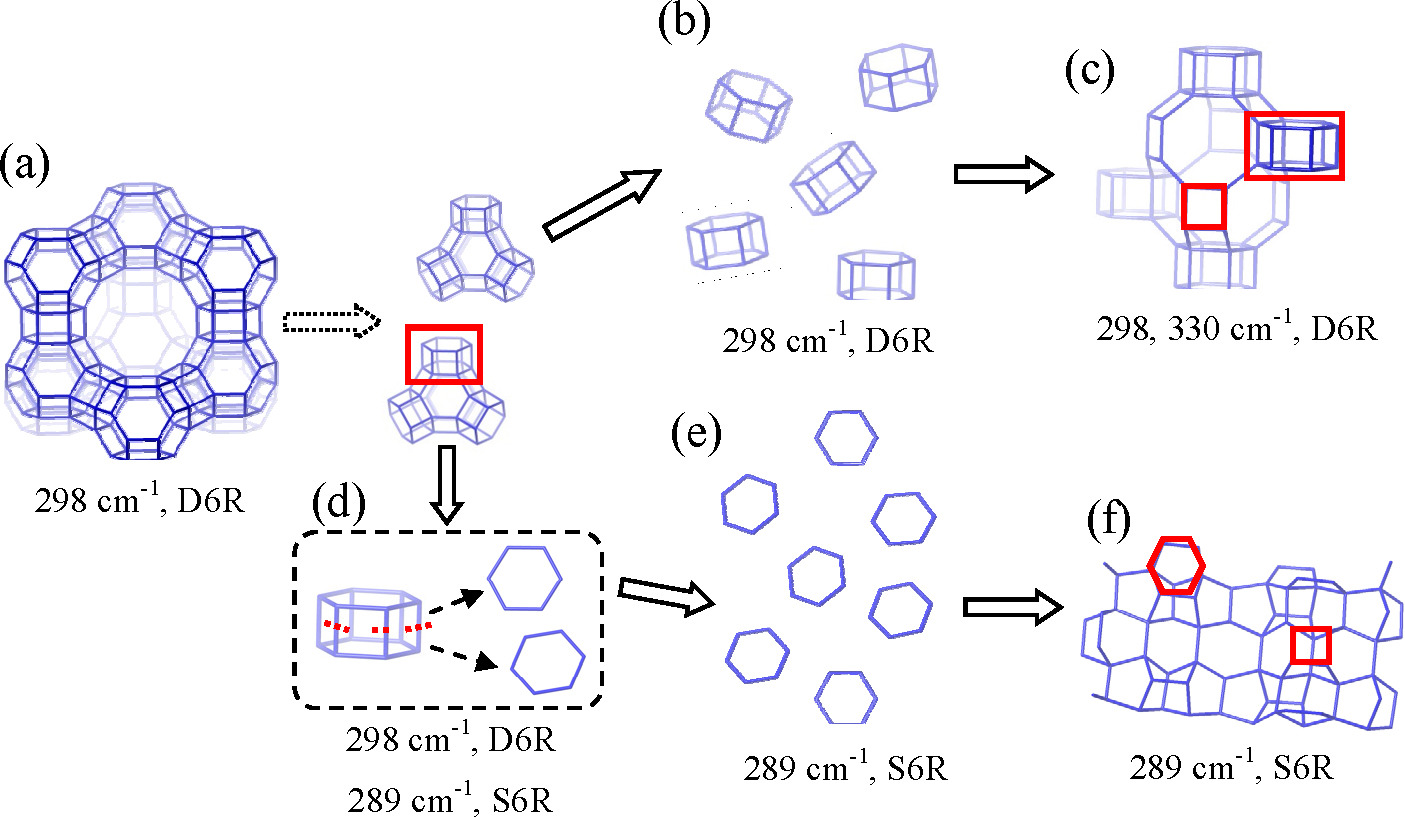 (a)
298 cm-1, D6R
(b)
298 cm-1, D6R
(c)
298, 330 cm-1, D6R
(d)
298 cm-1, D6R
289 cm-1, S6R
(e)
289 cm-1, S6R
(f)
289 cm-1, S6R